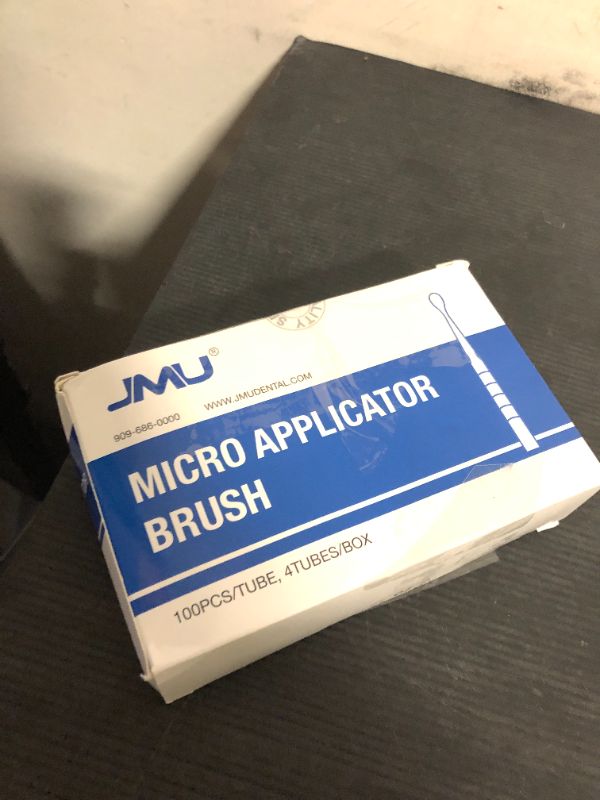 JMU®
909-686-0000 WWW.JMUDENTAL.COM
MICRO APPLICATOR
BRUSH
100PCS/TUBE, 4TUBES/BOX